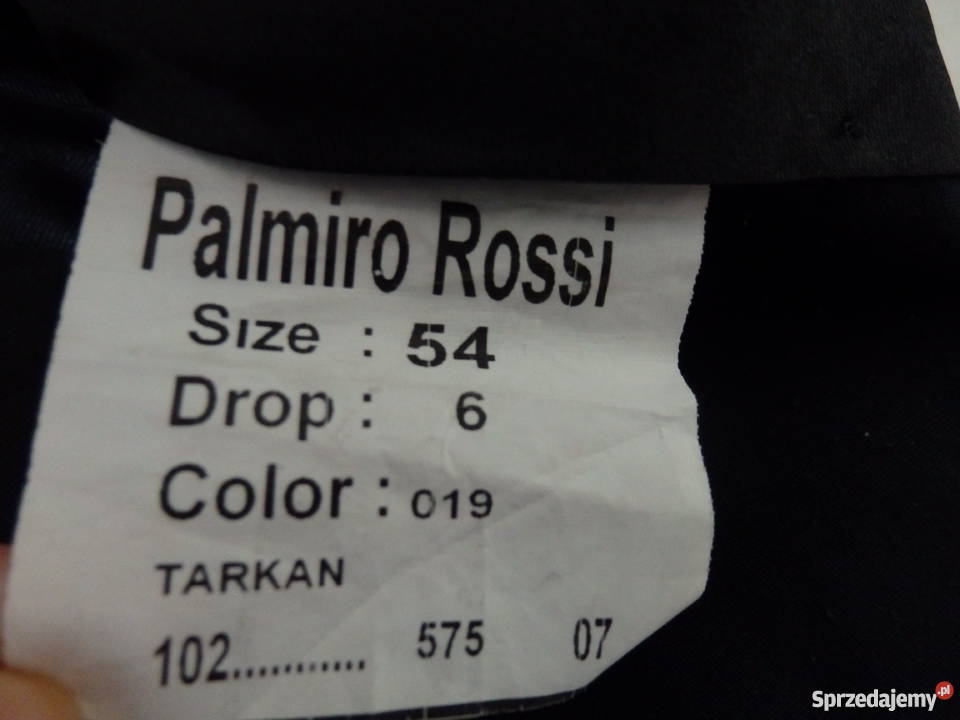 Palmiro Rossi
Size : 54
Drop : 6
Color : 019
TARKAN
102........... 575 07
Sprzedajemy.pl